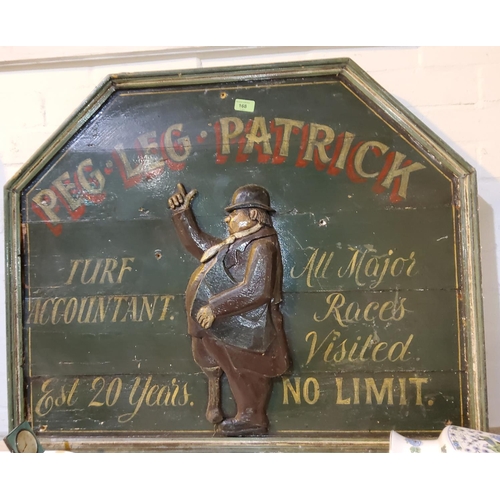 PEG·LEG·PATRICK
TURF
ACCOUNTANT.
Est 20 Years.
All Major
Races
Visited
NO LIMIT.